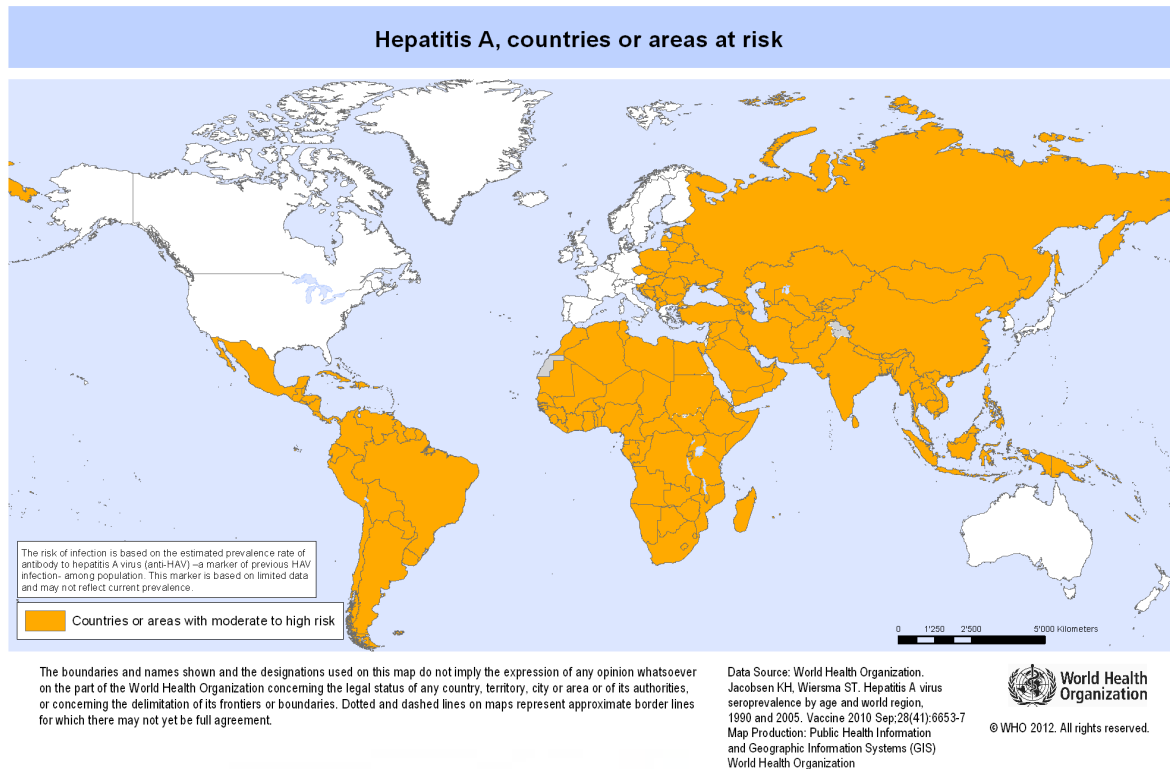 Hepatitis A, countries or areas at risk
The risk of infection is based on the estimated prevalence rate of
antibody to hepatitis A virus (anti-HAV) –a marker of previous HAV
infection- among population. This marker is based on limited data
and may not reflect current prevalence.
Countries or areas with moderate to high risk
0 1'250 2'500 5'000 Kilometers
The boundaries and names shown and the designations used on this map do not imply the expression of any opinion whatsoever
on the part of the World Health Organization concerning the legal status of any country, territory, city or area or of its authorities,
or concerning the delimitation of its frontiers or boundaries. Dotted and dashed lines on maps represent approximate border lines
for which there may not yet be full agreement.
Data Source: World Health Organization.
Jacobsen KH, Wiersma ST. Hepatitis A virus
seroprevalence by age and world region,
1990 and 2005. Vaccine 2010 Sep;28(41):6653-7
Map Production: Public Health Information
and Geographic Information Systems (GIS)
World Health Organization
World Health
Organization
© WHO 2012. All rights reserved.